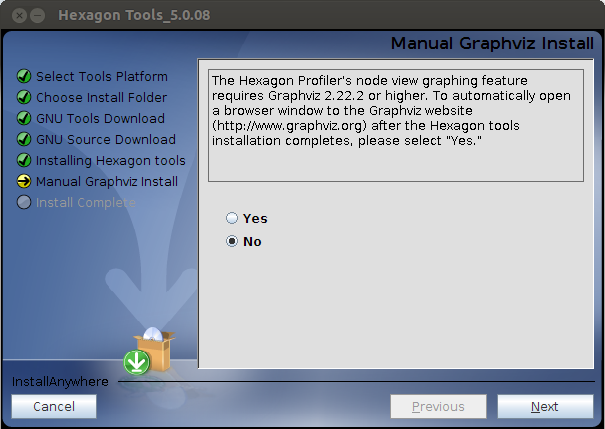 Hexagon Tools_5.0.08
Manual Graphviz Install
Select Tools Platform
Choose Install Folder
GNU Tools Download
GNU Source Download
Installing Hexagon tools
Manual Graphviz Install
Install Complete
The Hexagon Profiler's node view graphing feature
requires Graphviz 2.22.2 or higher. To automatically open
a browser window to the Graphviz website
(http://www.graphviz.org) after the Hexagon tools
installation completes, please select "Yes."
Yes
No
InstallAnywhere
Cancel
Previous
Next